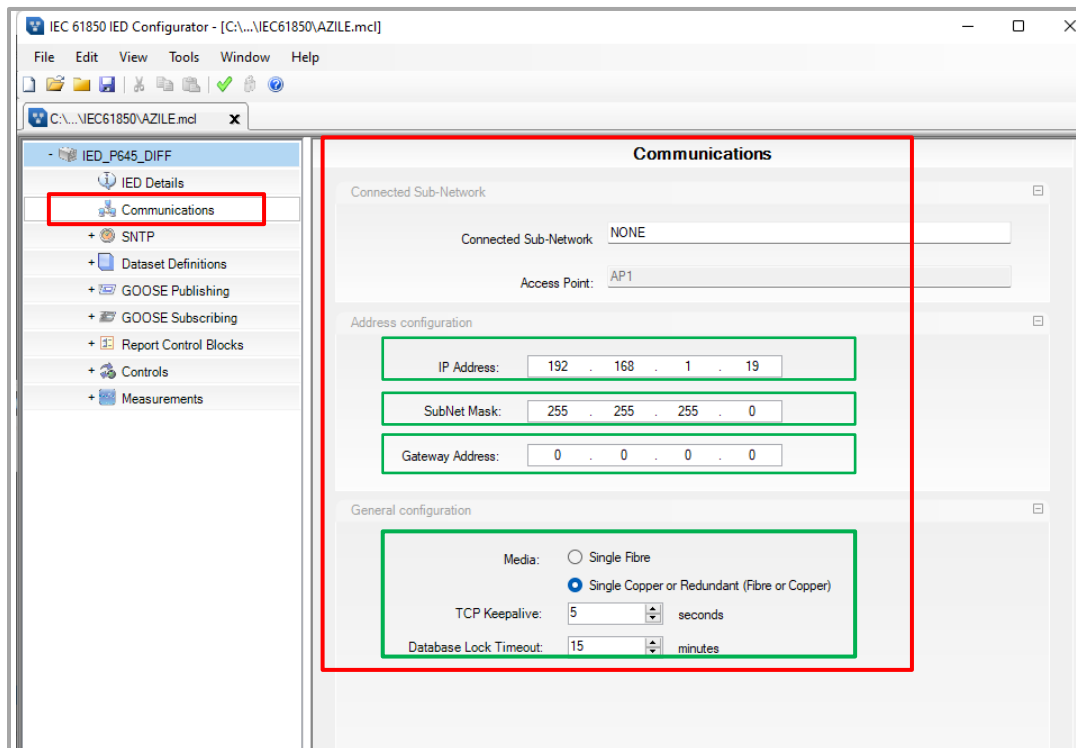 IEC 61850 IED Configurator - [C:\...\IEC61850\AZILE.mcl]
File Edit View Tools Window Help
C:\...\IEC61850\AZILE.mcl x
- IED_P645_DIFF
IED Details
Communications
+ SNTP
+ Dataset Definitions
+ GOOSE Publishing
+ GOOSE Subscribing
+ Report Control Blocks
+ Controls
+ Measurements
Communications
Connected Sub-Network
Connected Sub-Network NONE
Access Point: AP1
Address configuration
IP Address: 192 . 168 . 1 . 19
SubNet Mask: 255 . 255 . 255 . 0
Gateway Address: 0 . 0 . 0 . 0
General configuration
Media: Single Fibre
Single Copper or Redundant (Fibre or Copper)
TCP Keepalive: 5 seconds
Database Lock Timeout: 15 minutes